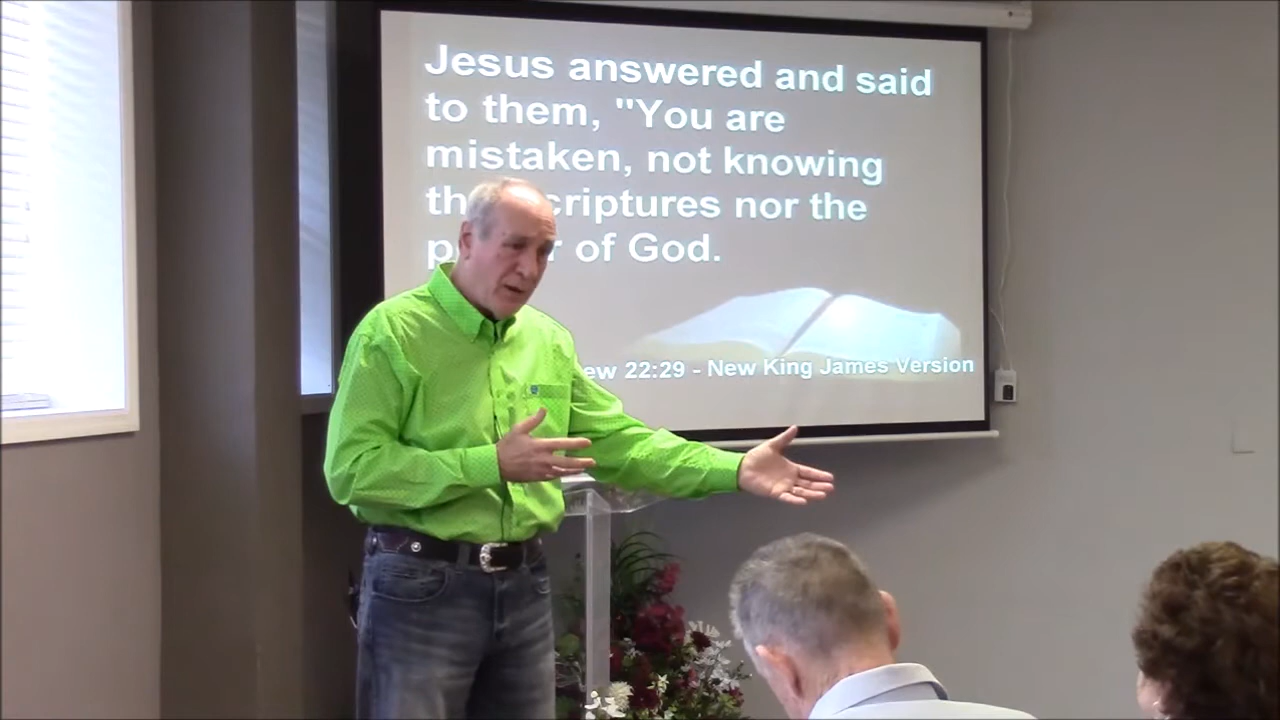 Jesus answered and said
to them, "You are
mistaken, not knowing
Scriptures nor the
of God.
22:29 - New King James Version